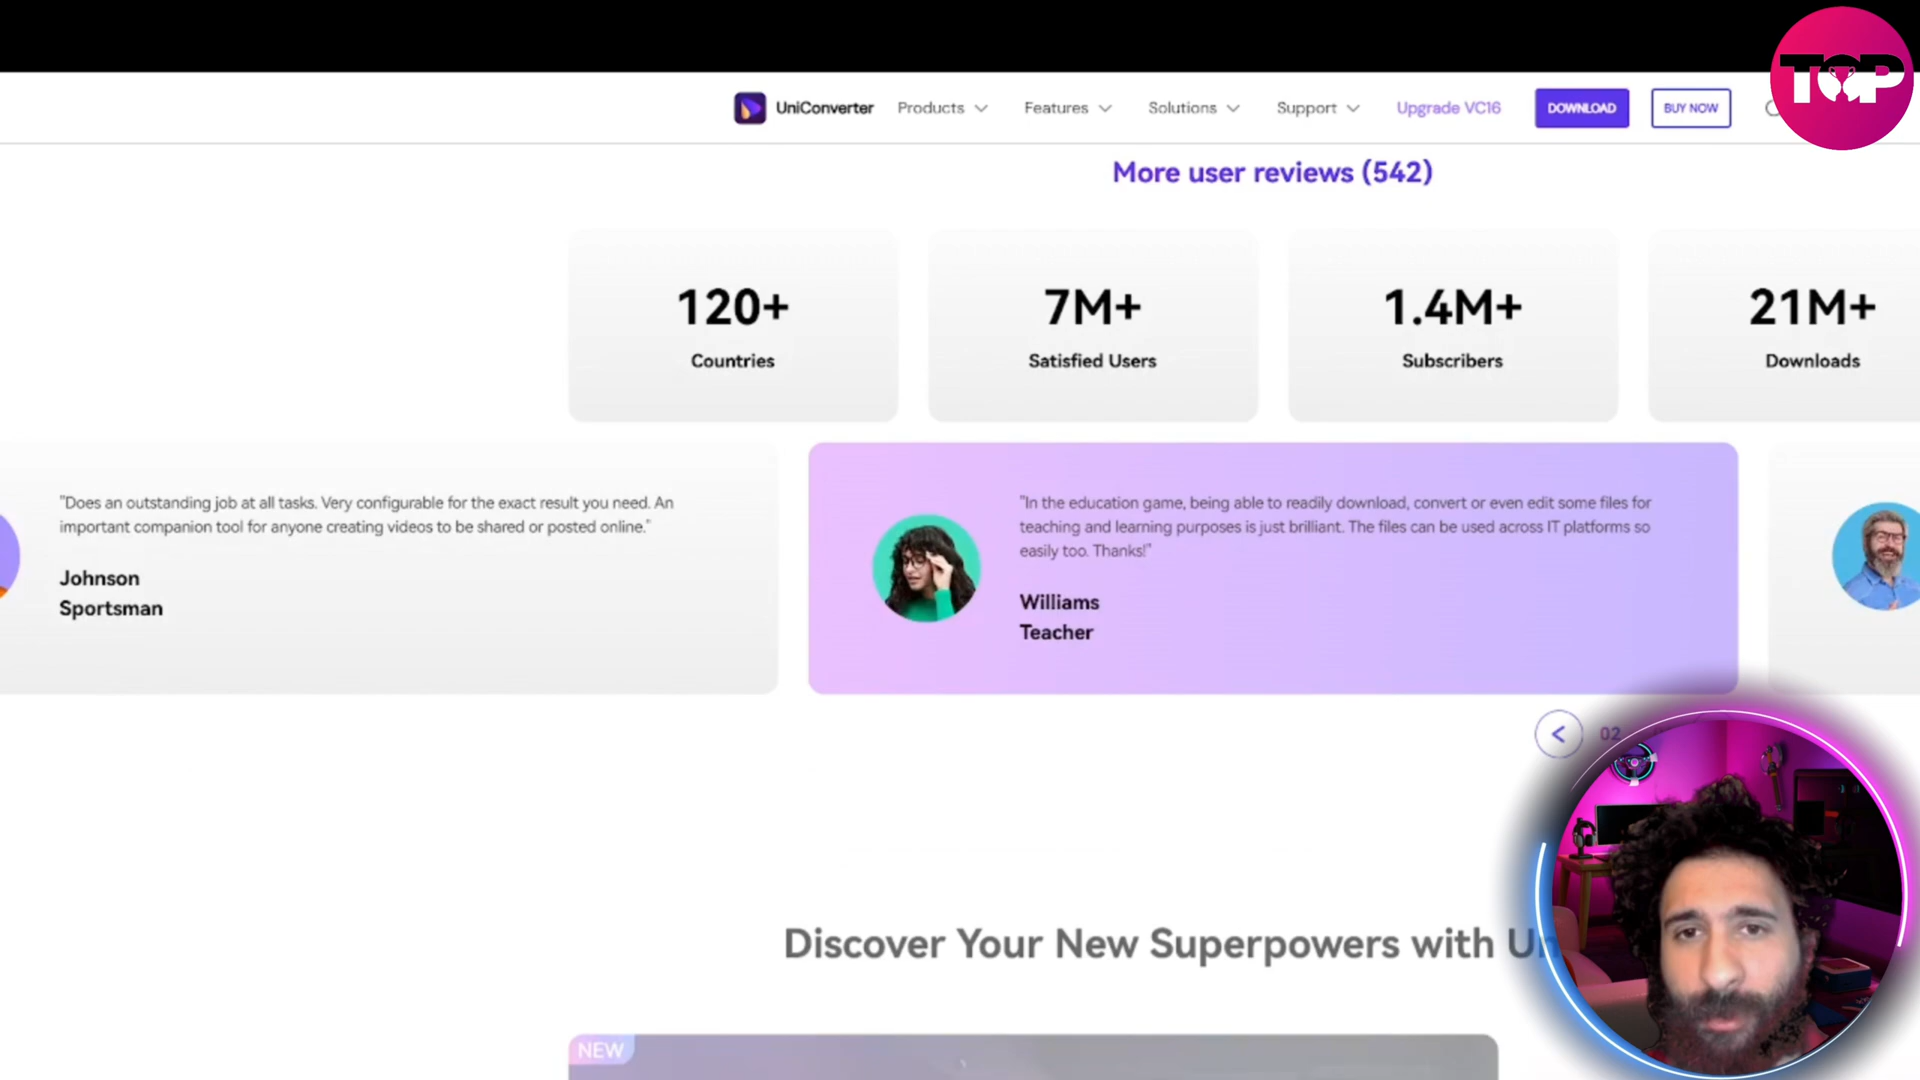 TOP
UniConverter Products Features Solutions Support Upgrade VC16 DOWNLOAD BUY NOW
More user reviews (542)
120+ 7M+ 1.4M+ 21M+
Countries Satisfied Users Subscribers Downloads
"Does an outstanding job at all tasks. Very configurable for the exact result you need. An
important companion tool for anyone creating videos to be shared or posted online."
Johnson
Sportsman
"In the education game, being able to readily download, convert or even edit some files for
teaching and learning purposes is just brilliant. The files can be used across IT platforms so
easily too. Thanks!"
Williams
Teacher
02
Discover Your New Superpowers with Un
NEW